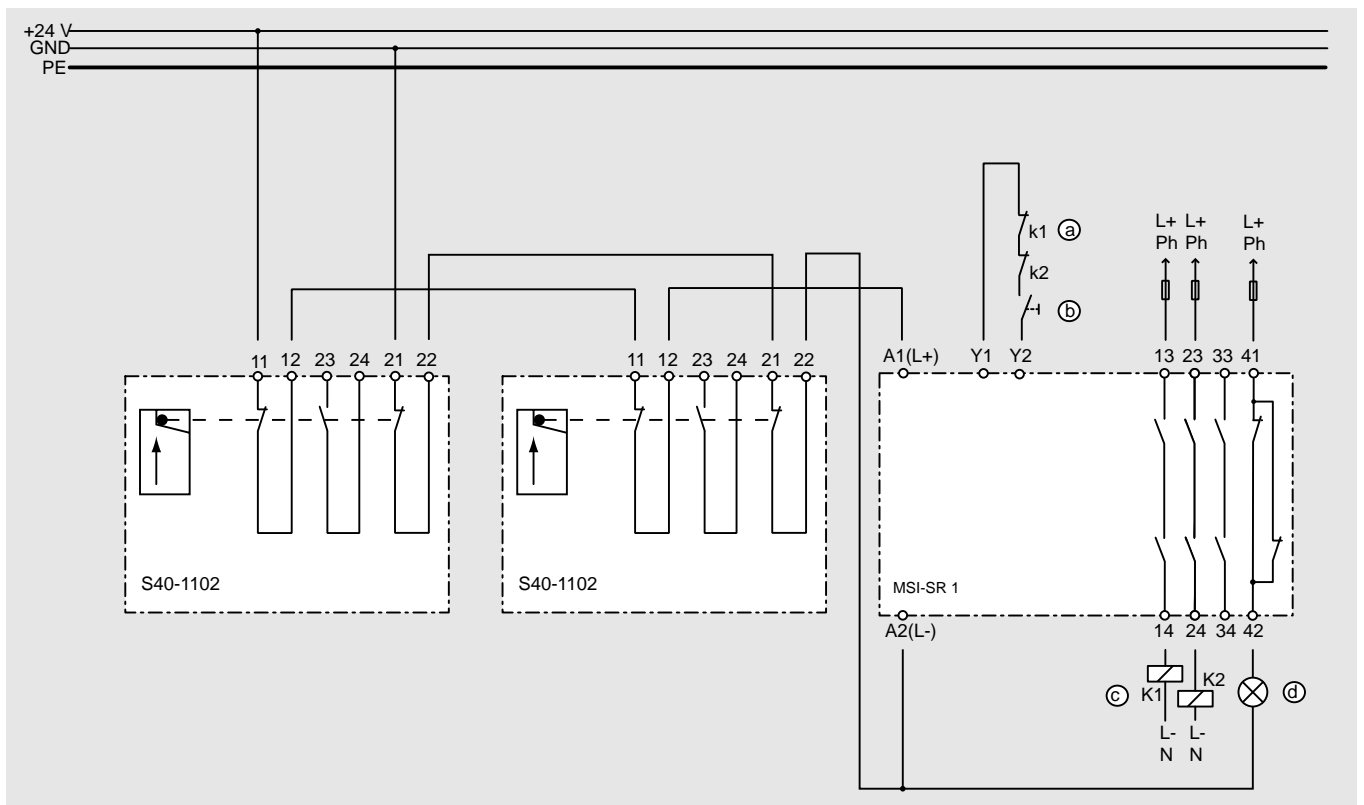 +24 V
GND
PE
k1 a
k2
b
L+ L+ L+
Ph Ph Ph
11 12 23 24 21 22
11 12 23 24 21 22
A1(L+) Y1 Y2 13 23 33 41
S40-1102
S40-1102
MSI-SR 1
A2(L-) 14 24 34 42
c K1 K2 d
L- L-
N N